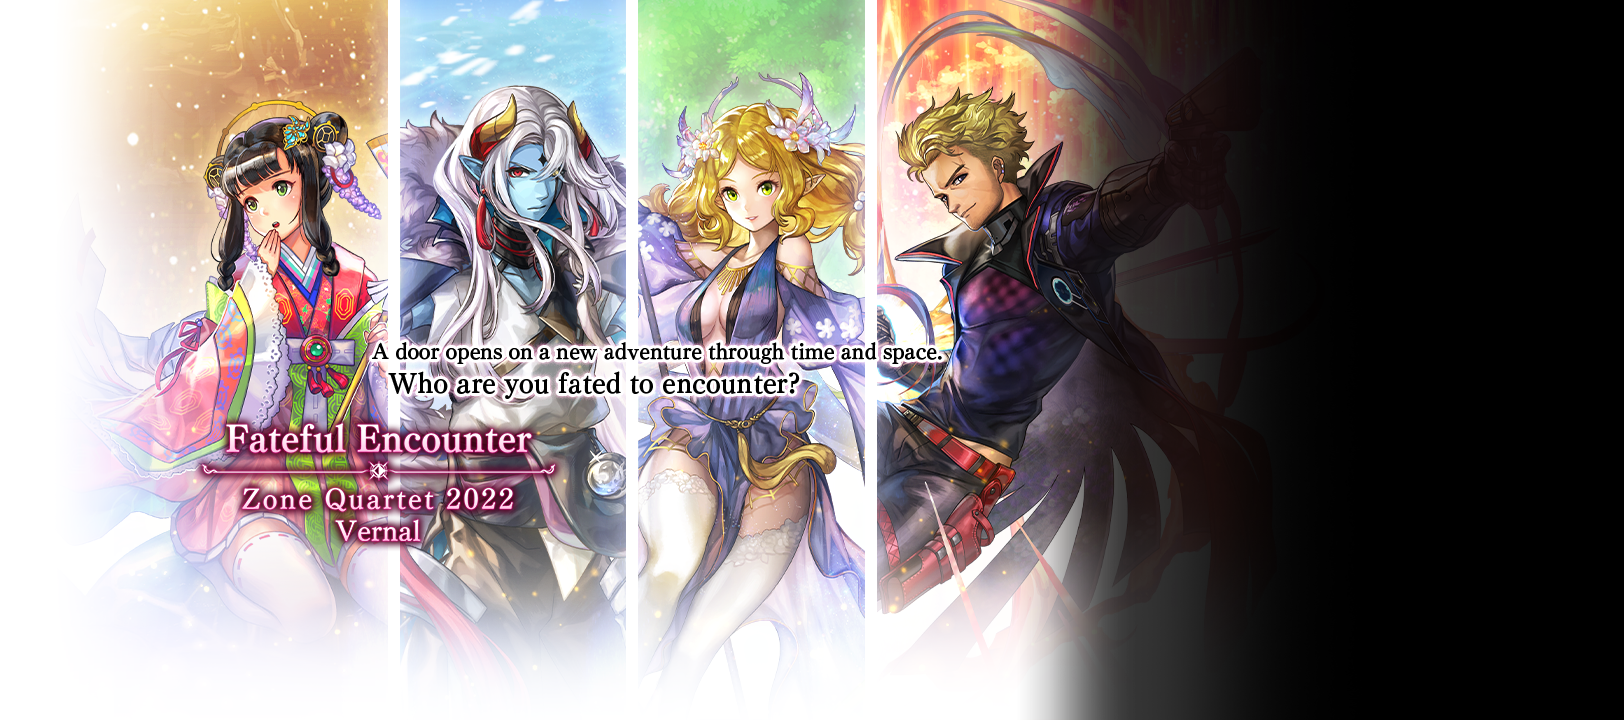 A door opens on a new adventure through time and space.
Who are you fated to encounter?
Fateful Encounter
Zone Quartet 2022
Vernal